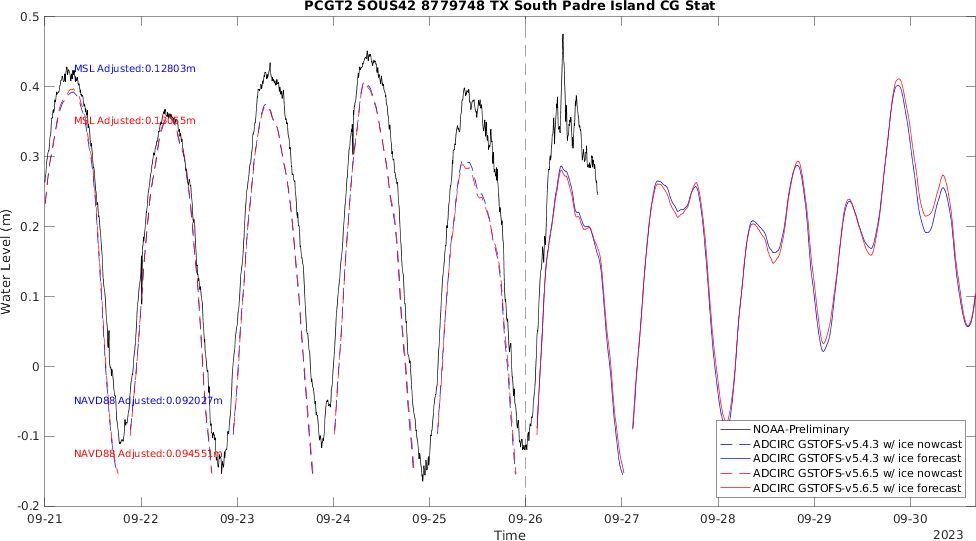 PCGT2 SOUS42 8779748 TX South Padre Island CG Stat
0.5
0.4
0.3
0.2
0.1
0
-0.1
-0.2
Water Level (m)
MSL Adjusted:0.12803m
MSL Adjusted:
NAVD88 Adjusted:0.092027m
NAVD88 Adjusted:0.094551m
NOAA-Preliminary
ADCIRC GSTOFS-v5.4.3 w/ ice nowcast
ADCIRC GSTOFS-v5.4.3 w/ ice forecast
ADCIRC GSTOFS-v5.6.5 w/ ice nowcast
ADCIRC GSTOFS-v5.6.5 w/ ice forecast
09-21 09-22 09-23 09-24 09-25 09-26 09-27 09-28 09-29 09-30
Time
2023